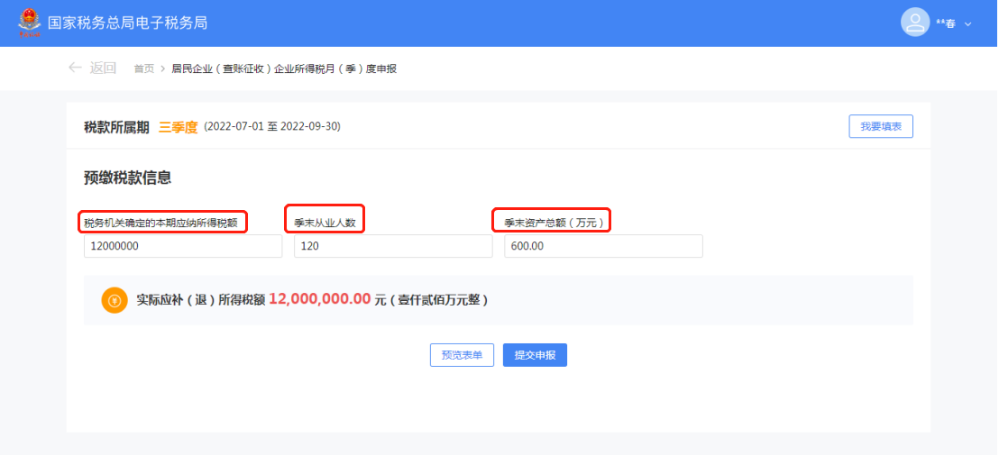 国家税务总局电子税务局
**春
返回 首页 > 居民企业（查账征收）企业所得税月（季）度申报
税款所属期 三季度 (2022-07-01 至 2022-09-30)
我要填表
预缴税款信息
税务机关确定的本期应纳所得税额 季末从业人数 季末资产总额（万元）
12000000 120 600.00
实际应补（退）所得税额 12,000,000.00 元（壹仟贰佰万元整）
预览表单 提交申报